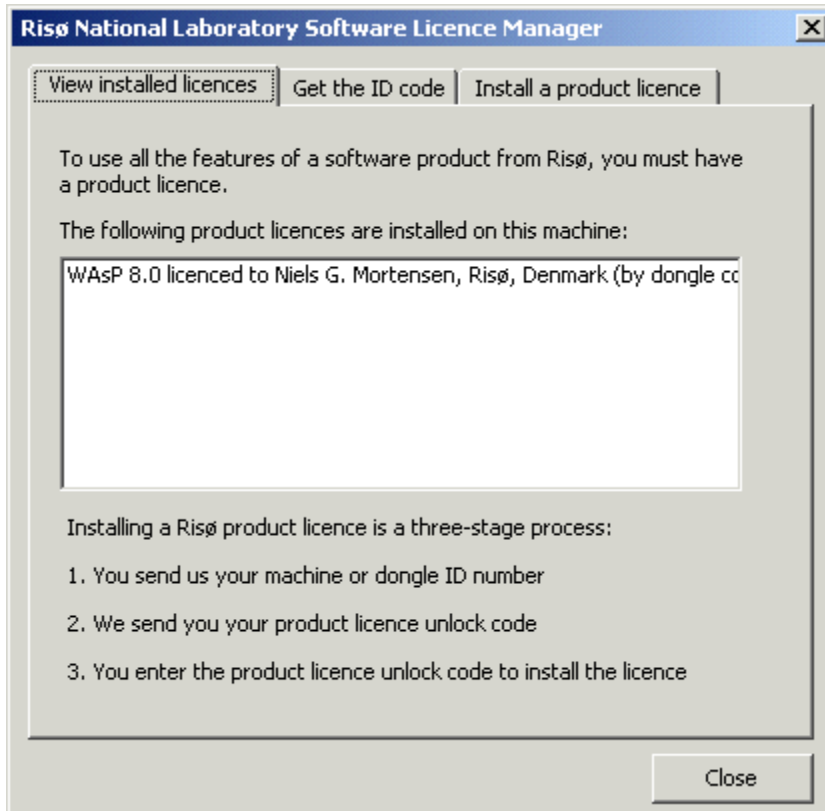 Risø National Laboratory Software Licence Manager
View installed licences
Get the ID code
Install a product licence
To use all the features of a software product from Risø, you must have
a product licence.
The following product licences are installed on this machine:
WAsP 8.0 licenced to Niels G. Mortensen, Risø, Denmark (by dongle
Installing a Risø product licence is a three-stage process:
1. You send us your machine or dongle ID number
2. We send you your product licence unlock code
3. You enter the product licence unlock code to install the licence
Close